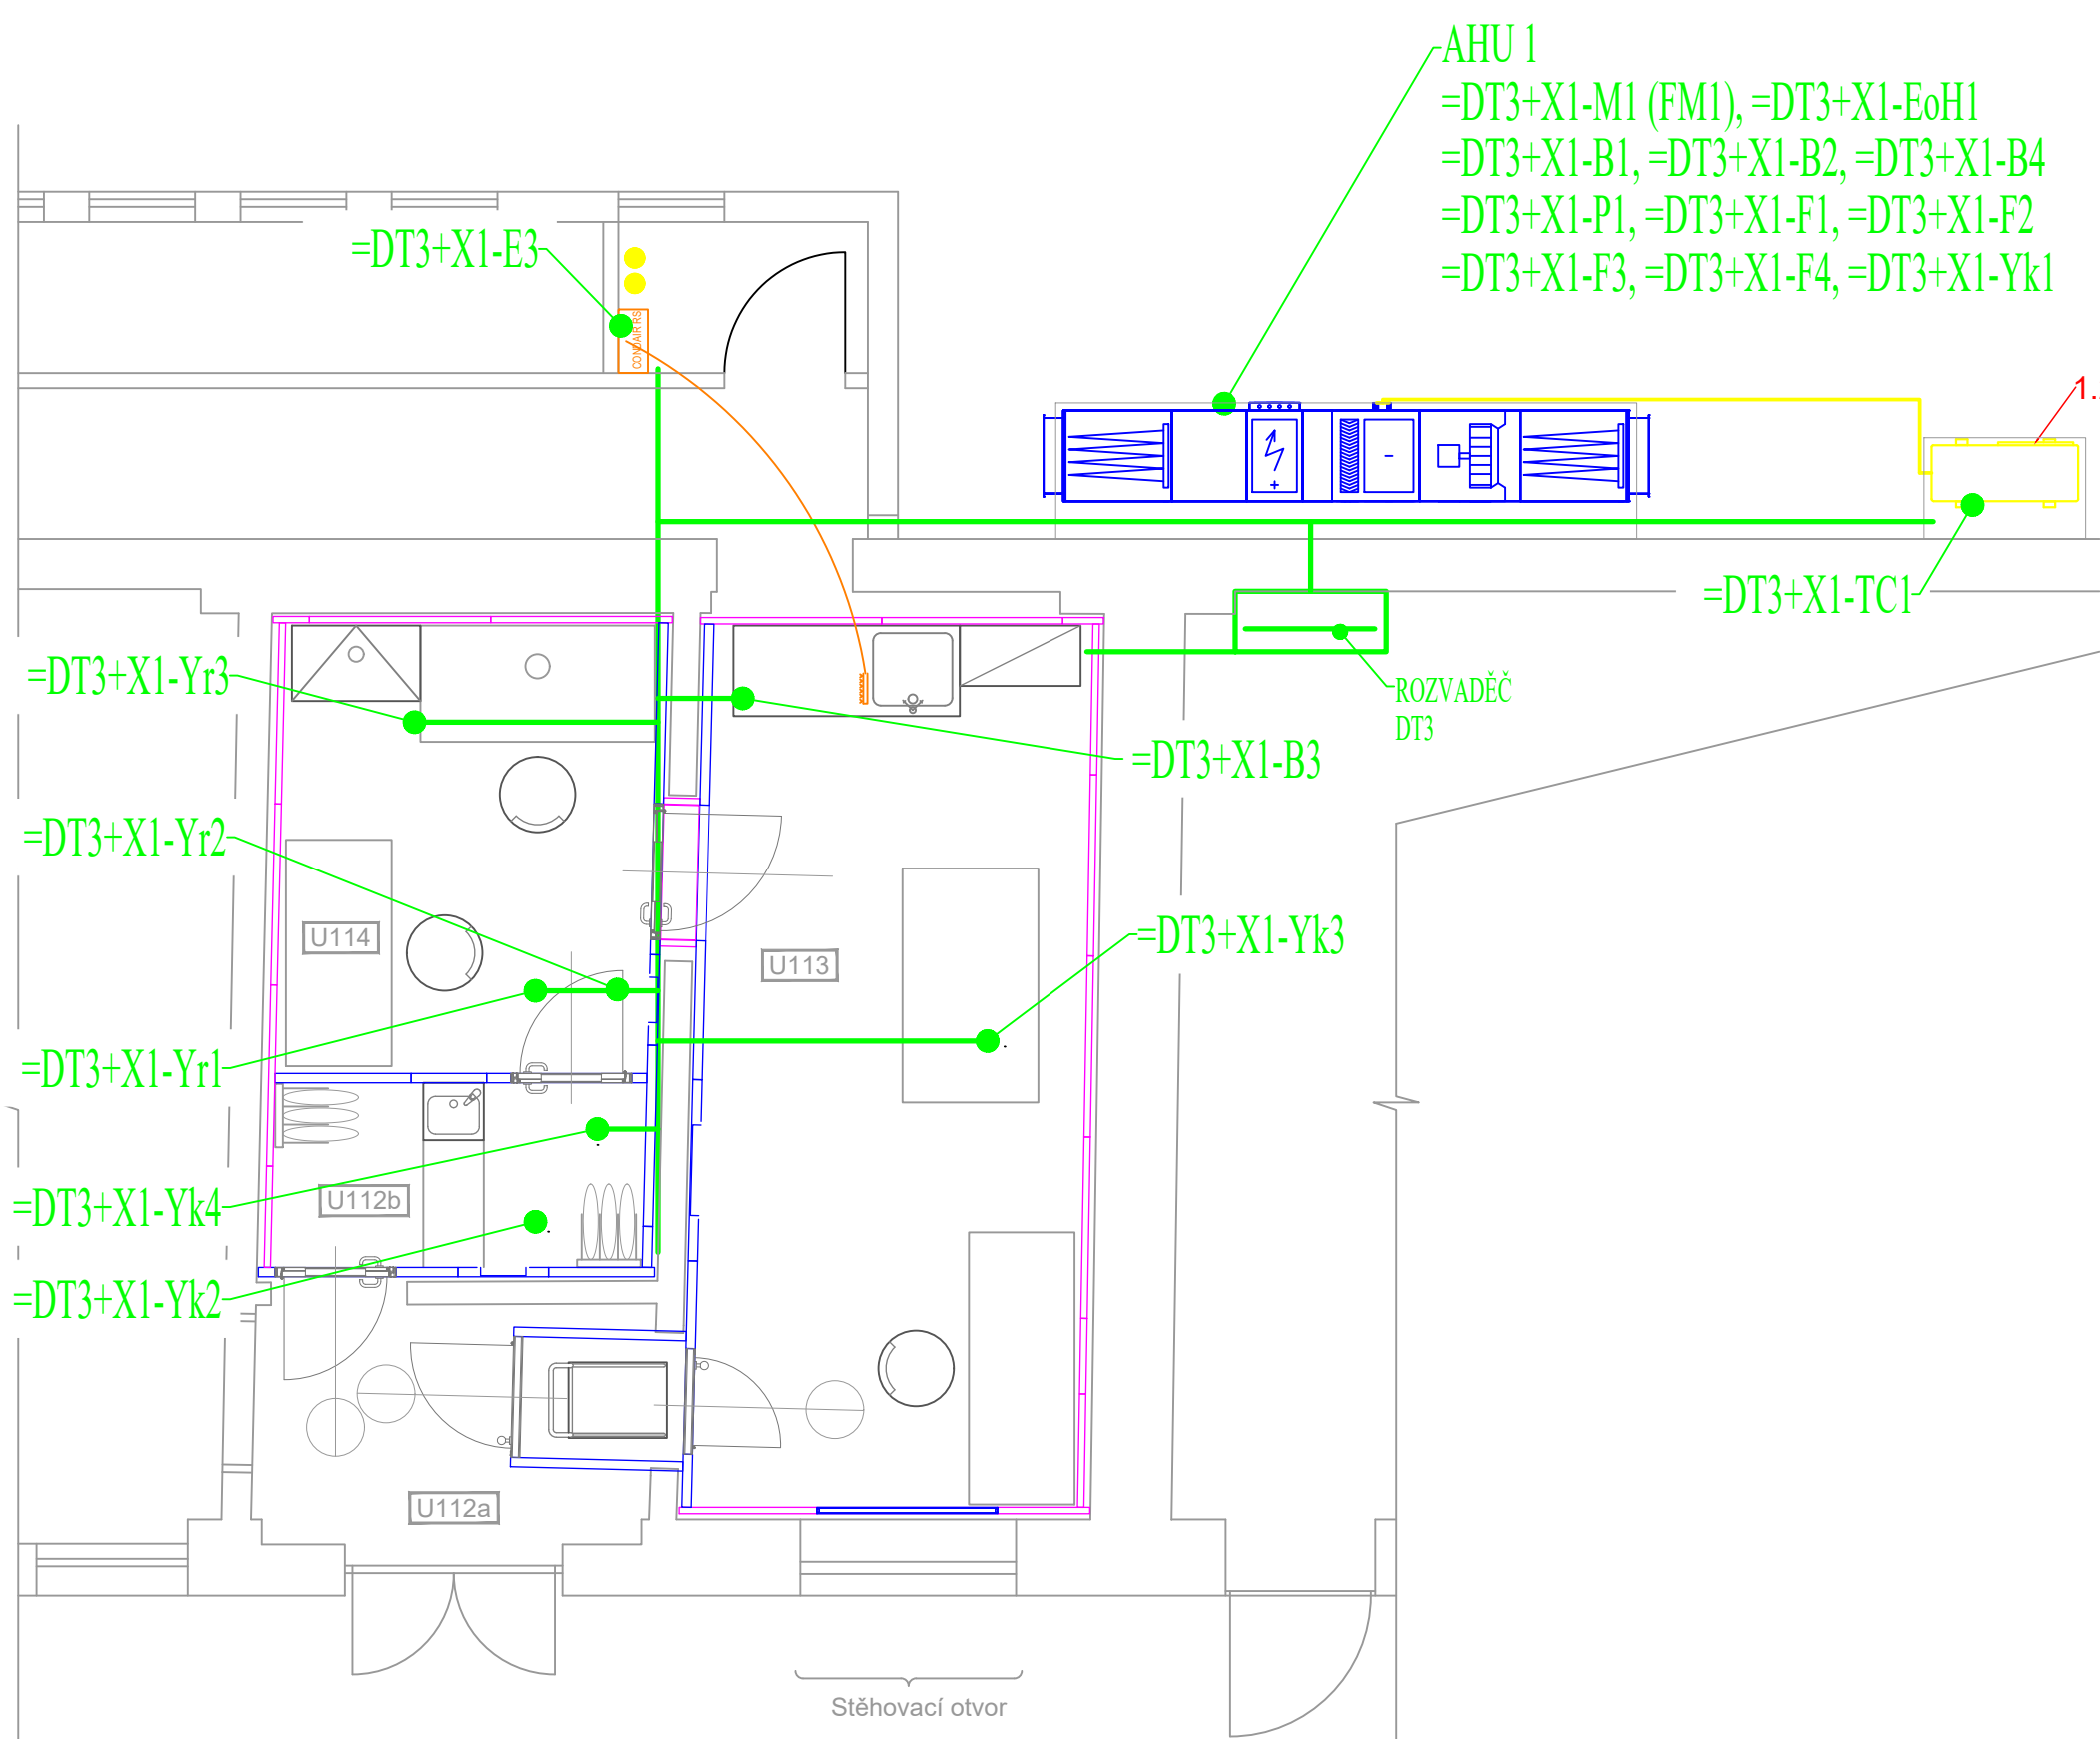 AHU 1
=DT3+X1-M1 (FM1), =DT3+X1-EoH1
=DT3+X1-B1, =DT3+X1-B2, =DT3+X1-B4
=DT3+X1-P1, =DT3+X1-F1, =DT3+X1-F2
=DT3+X1-F3, =DT3+X1-F4, =DT3+X1-Yk1
=DT3+X1-E3
CONDAIR RS
1.
=DT3+X1-TC1
ROZVADĚČ
DT3
=DT3+X1-Yr3
=DT3+X1-B3
=DT3+X1-Yr2
U114
U113
=DT3+X1-Yk3
=DT3+X1-Yr1
=DT3+X1-Yk4
U112b
=DT3+X1-Yk2
U112a
Stěhovací otvor